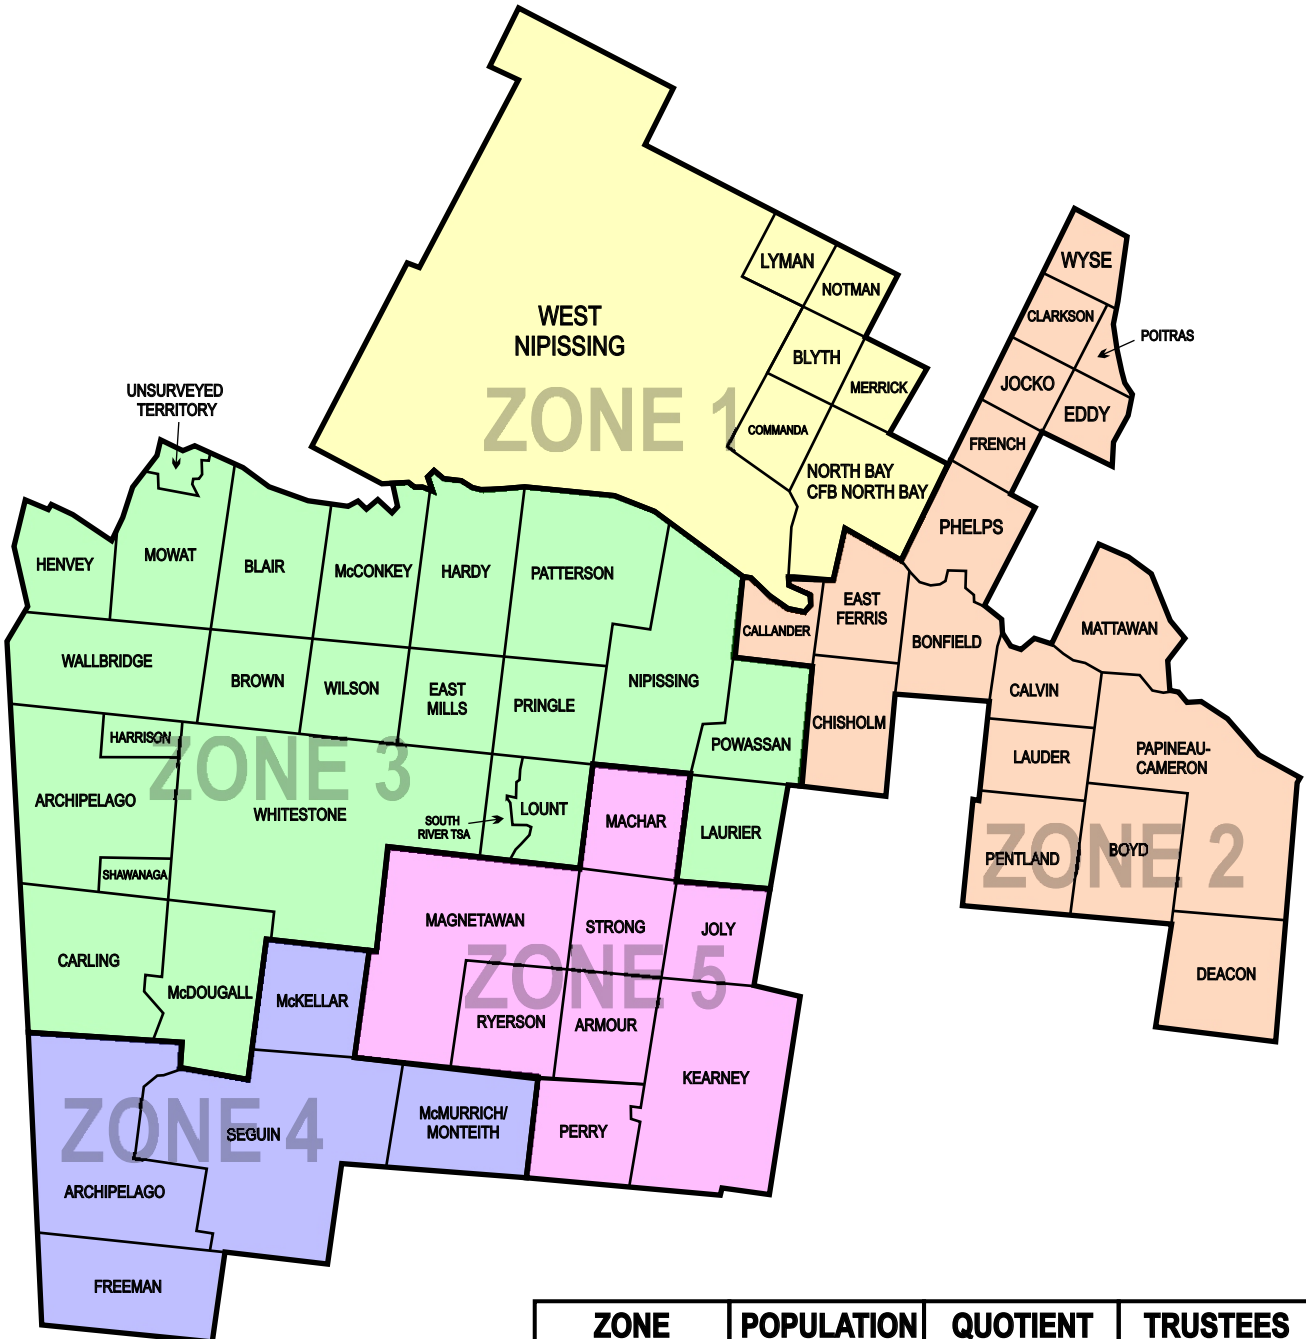 WYSE
LYMAN
NOTMAN
CLARKSON
POITRAS
WEST
NIPISSING
BLYTH
MERRICK
JOCKO
EDDY
UNSURVEYED
TERRITORY
ZONE 1
COMMANDA
FRENCH
NORTH BAY
CFB NORTH BAY
PHELPS
HENVEY
MOWAT
BLAIR
McCONKEY
HARDY
PATTERSON
EAST
FERRIS
CALLANDER
BONFIELD
MATTAWAN
WALLBRIDGE
BROWN
WILSON
EAST
MILLS
PRINGLE
NIPISSING
CALVIN
CHISHOLM
HARRISON
ZONE 3
POWASSAN
LAUDER
PAPINEAU-
CAMERON
ARCHIPELAGO
WHITESTONE
SOUTH
RIVER TSA
LOUNT
MACHAR
LAURIER
PENTLAND
BOYD
ZONE 2
SHAWANAGA
MAGNETAWAN
STRONG
JOLY
CARLING
McDOUGALL
McKELLAR
ZONE 5
DEACON
RYERSON
ARMOUR
KEARNEY
ZONE 4
SEGUIN
McMURRICH/
MONTEITH
PERRY
ARCHIPELAGO
FREEMAN
ZONE POPULATION QUOTIENT TRUSTEES